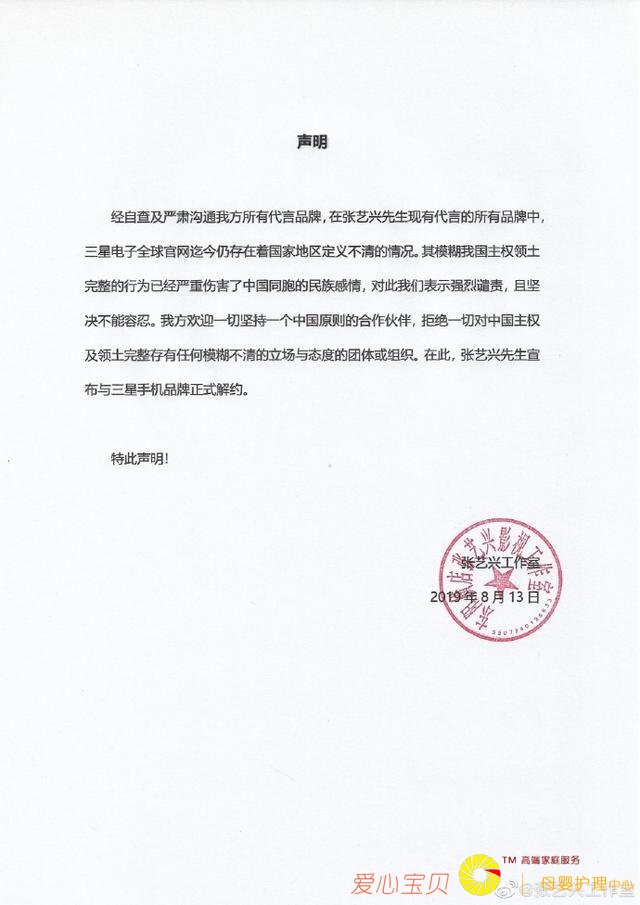 声明
经自查及严肃沟通我方所有代言品牌，在张艺兴先生现有代言的所有品牌中，
三星电子全球官网迄今仍存在着国家地区定义不清的情况。其模糊我国主权领土
完整的行为已经严重伤害了中国同胞的民族感情，对此我们表示强烈谴责，且坚
决不能容忍。我方欢迎一切坚持一个中国原则的合作伙伴，拒绝一切对中国主权
及领土完整存有任何模糊不清的立场与态度的团体或组织。在此，张艺兴先生宣
布与三星手机品牌正式解约。
特此声明！
东阳横店张艺兴影视工作室
张艺兴工作室
2019年8月13日
TM 高端家庭服务
爱心宝贝
母婴护理中心
@张艺兴工作室